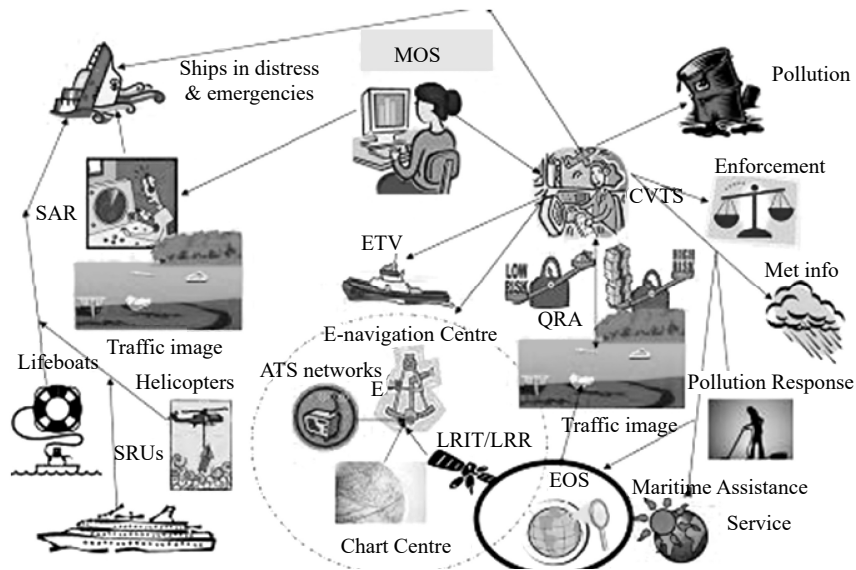 MOS
Ships in distress
& emergencies
Pollution
Enforcement
CVTS
SAR
ETV
LOW
RISK
HIGH
RISK
Met info
QRA
Traffic image
E-navigation Centre
Lifeboats
Helicopters
ATS networks
E
Pollution Response
Traffic image
SRUs
LRIT/LRR
EOS
Maritime Assistance
Service
Chart Centre